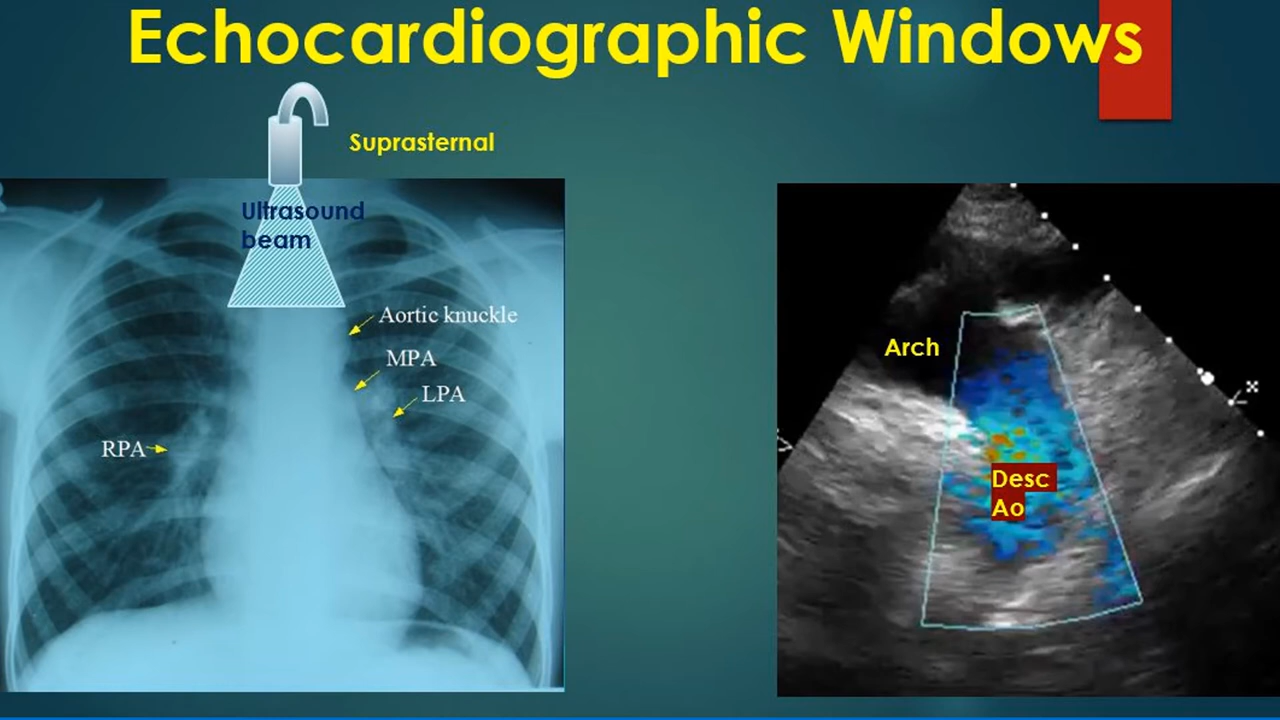 Echocardiographic Windows
Suprasternal
Ultrasound
beam
Aortic knuckle
MPA
LPA
RPA
Arch
Desc
Ao